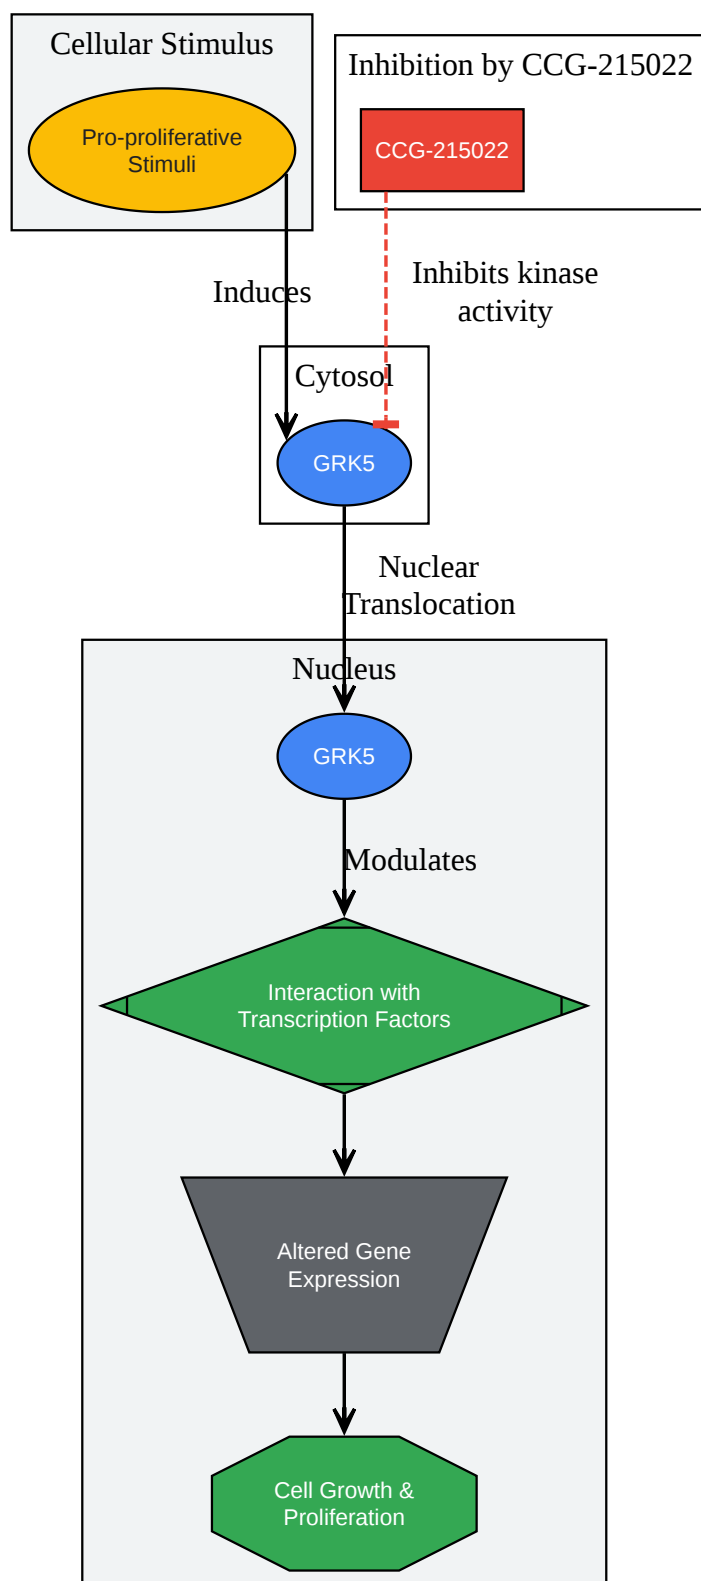 Cellular Stimulus
Pro-proliferative
Stimuli
Inhibition by CCG-215022
CCG-215022
Induces
Inhibits kinase
activity
Cytosol
GRK5
Nuclear
Translocation
Nucleus
GRK5
Modulates
Interaction with
Transcription Factors
Altered Gene
Expression
Cell Growth &
Proliferation